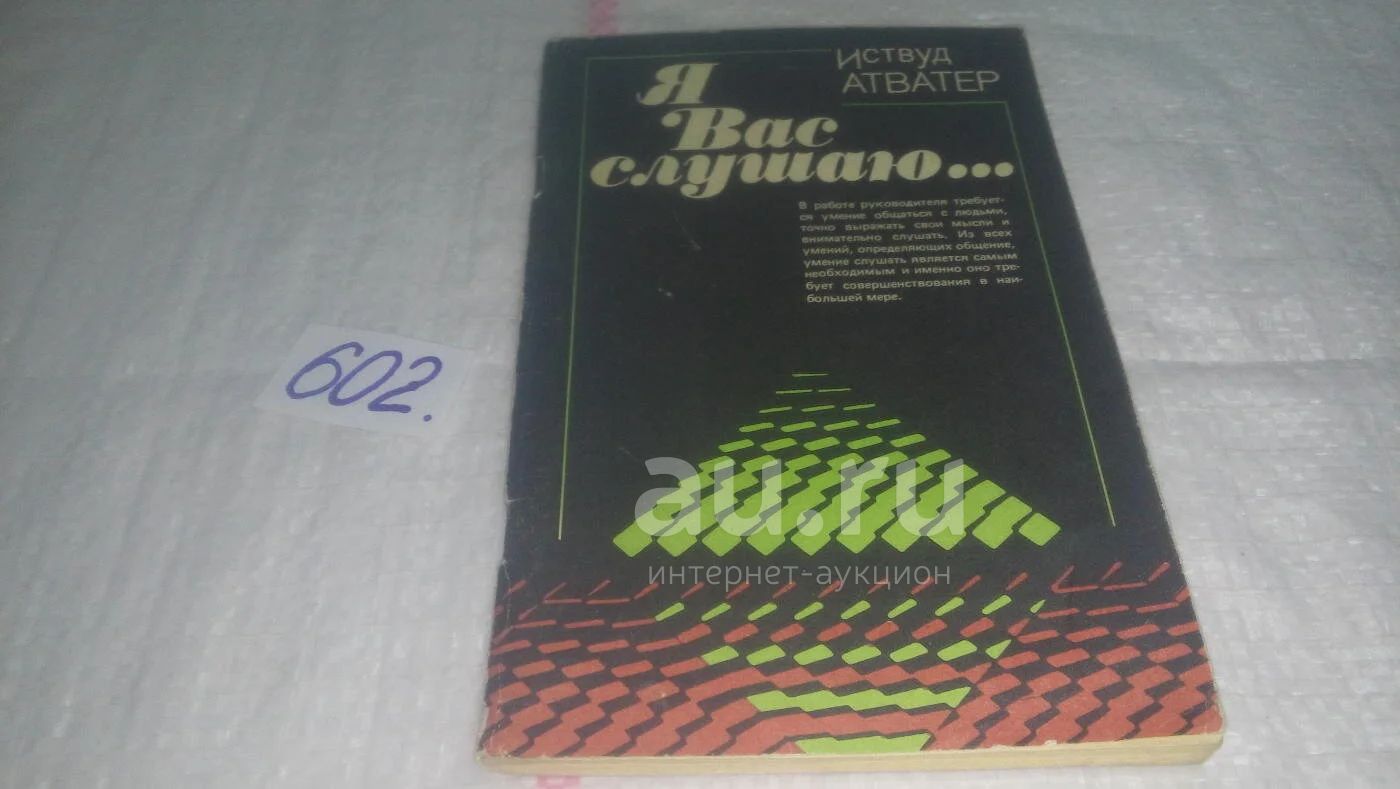 Иствуд
АТВАТЕР
Я
Вас
слушаю...
В работе руководителя требует-
ся умение общаться с людьми,
точно выражать свои мысли и
внимательно слушать. Из всех
умений, определяющих общение,
умение слушать является самым
необходимым и именно оно тре-
бует совершенствования в наи-
большей мере.
602.
au.ru
интернет-аукцион